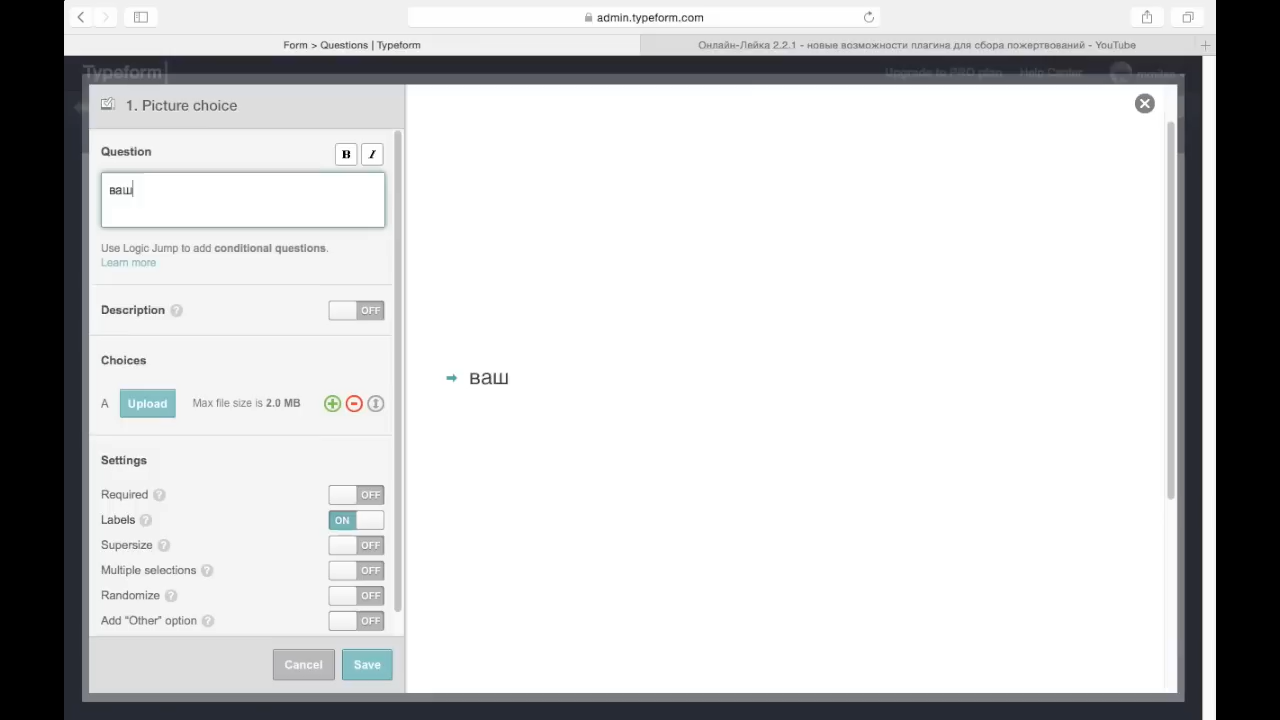 admin.typeform.com
Form > Questions | Typeform
Онлайн-Лейка 2.2.1 - новые возможности плагина для сбора пожертвований - YouTube
Typeform
Upgrade to PRO plan
Help Center
1. Picture choice
Question
B I
ваш
Use Logic Jump to add conditional questions.
Learn more
Description ? OFF
Choices
A Upload Max file size is 2.0 MB
Settings
Required ? OFF
Labels ? ON
Supersize ? OFF
Multiple selections ? OFF
Randomize ? OFF
Add “Other” option ? OFF
Cancel Save
ваш